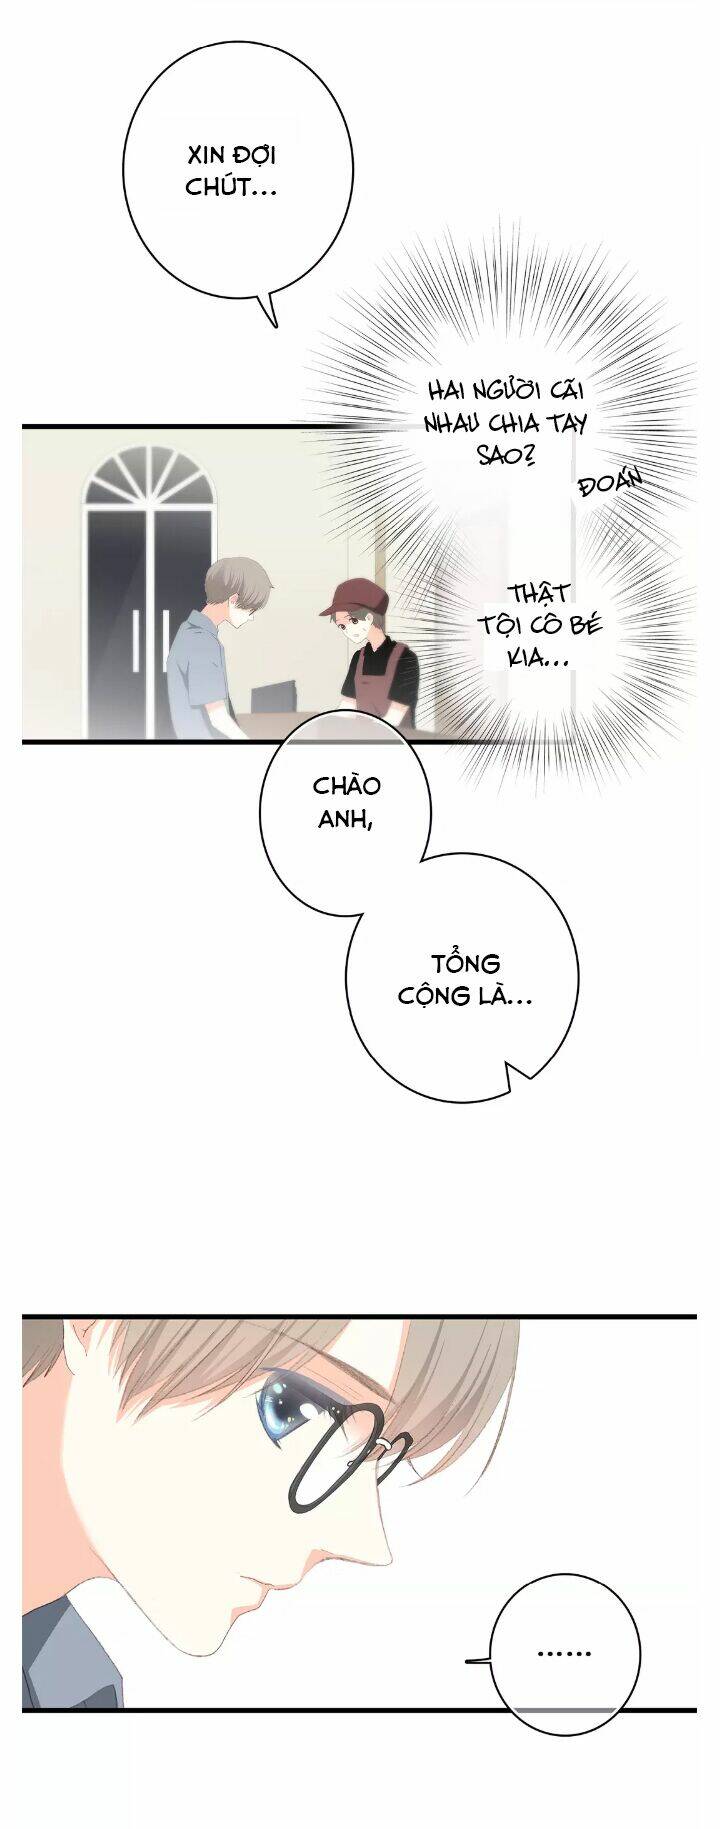 XIN ĐỢI
CHÚT...
HAI NGƯỜI CÃI
NHAU CHIA TAY
SAO?
ĐOÁN
THẬT
TỘI CÔ BÉ
KIA...
CHÀO
ANH,
TỔNG
CỘNG LÀ...
......